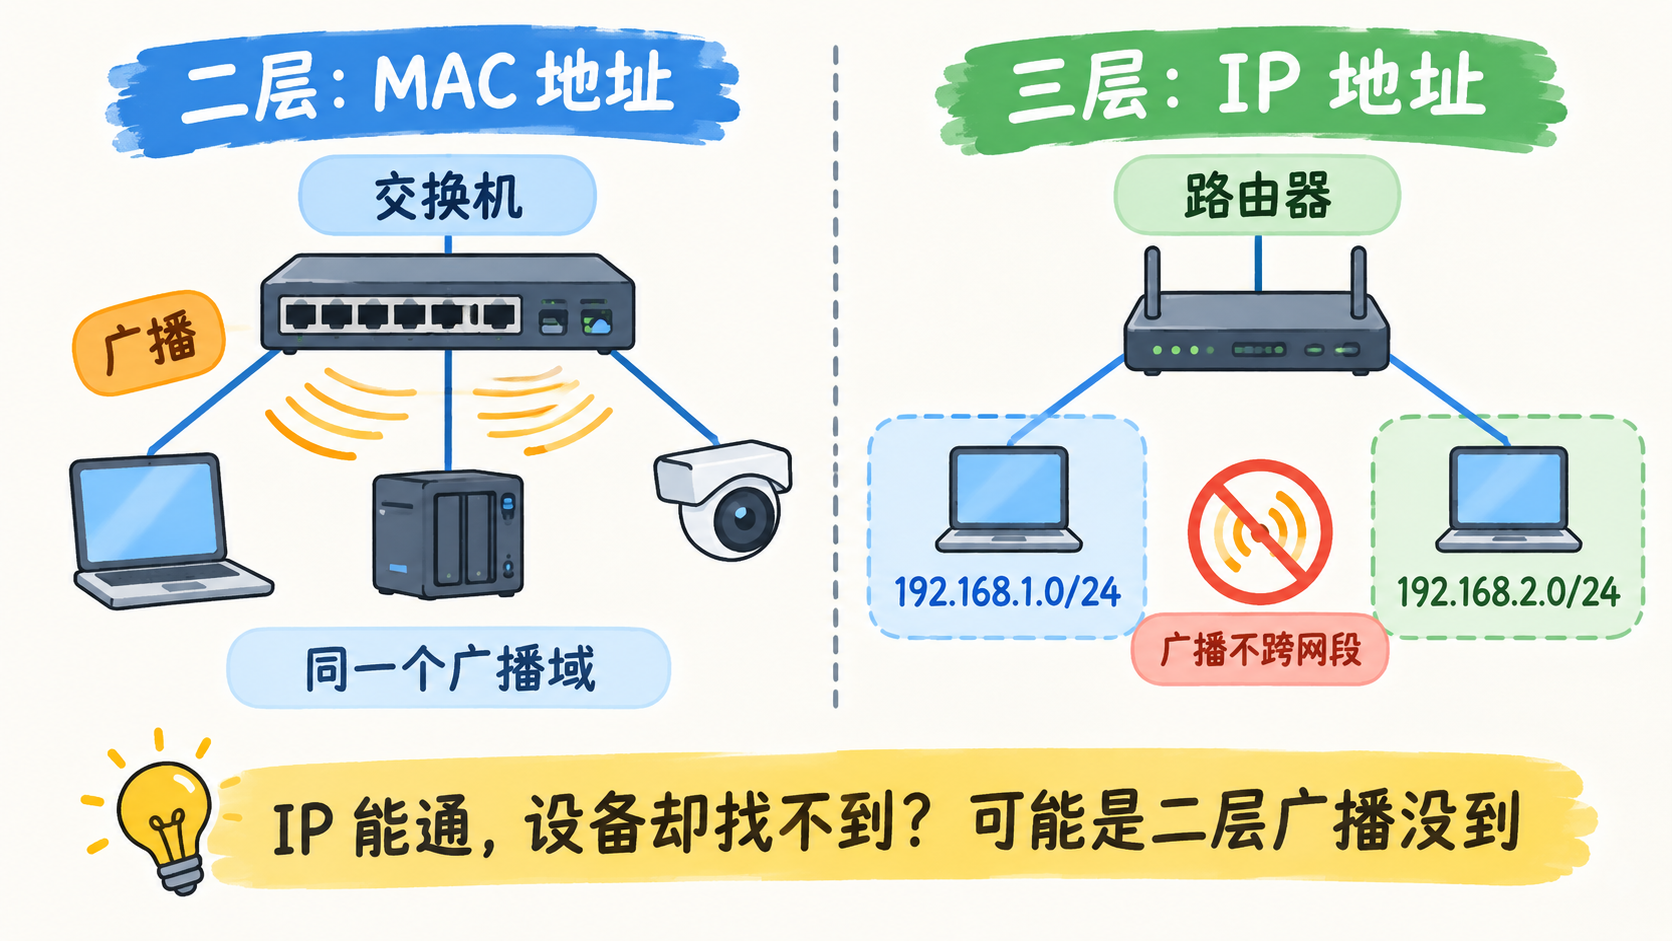 二层：MAC 地址
交换机
广播
同一个广播域
三层：IP 地址
路由器
192.168.1.0/24
192.168.2.0/24
广播不跨网段
IP 能通，设备却找不到？可能是二层广播没到